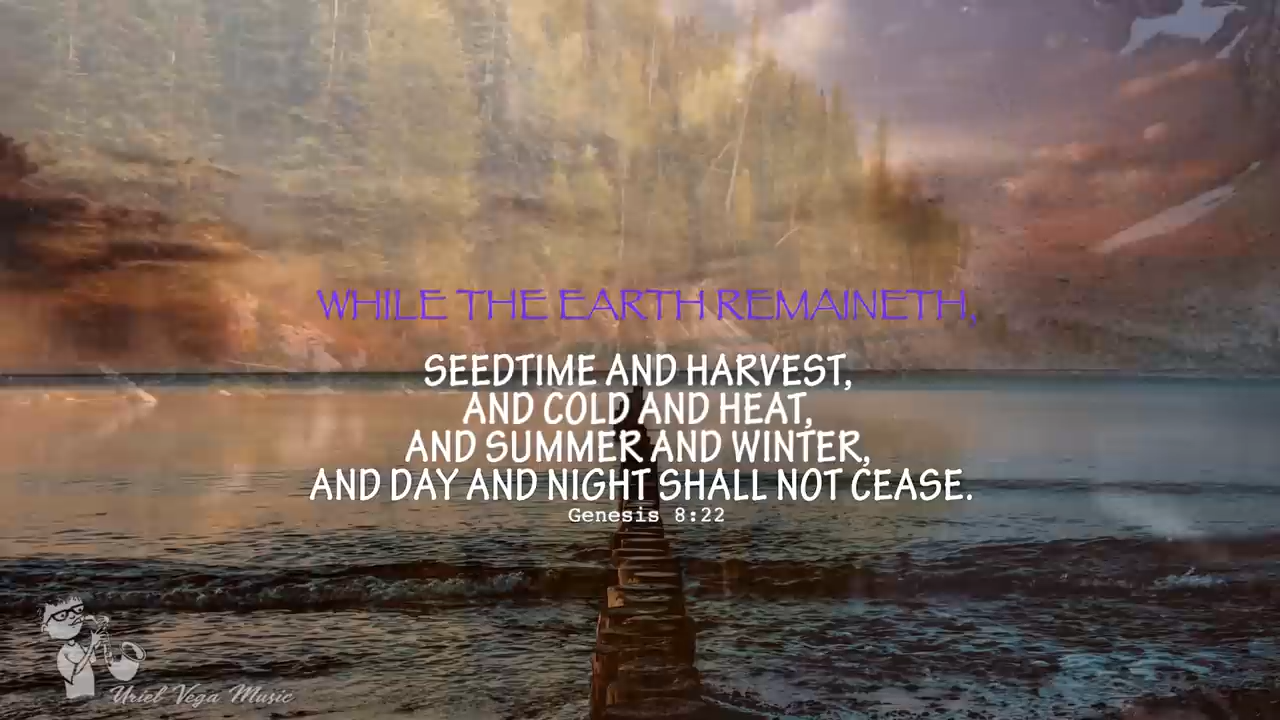 WHILE THE EARTH REMAINETH,
SEEDTIME AND HARVEST,
AND COLD AND HEAT,
AND SUMMER AND WINTER,
AND DAY AND NIGHT SHALL NOT CEASE.
Genesis 8:22
Uriel Vega Music